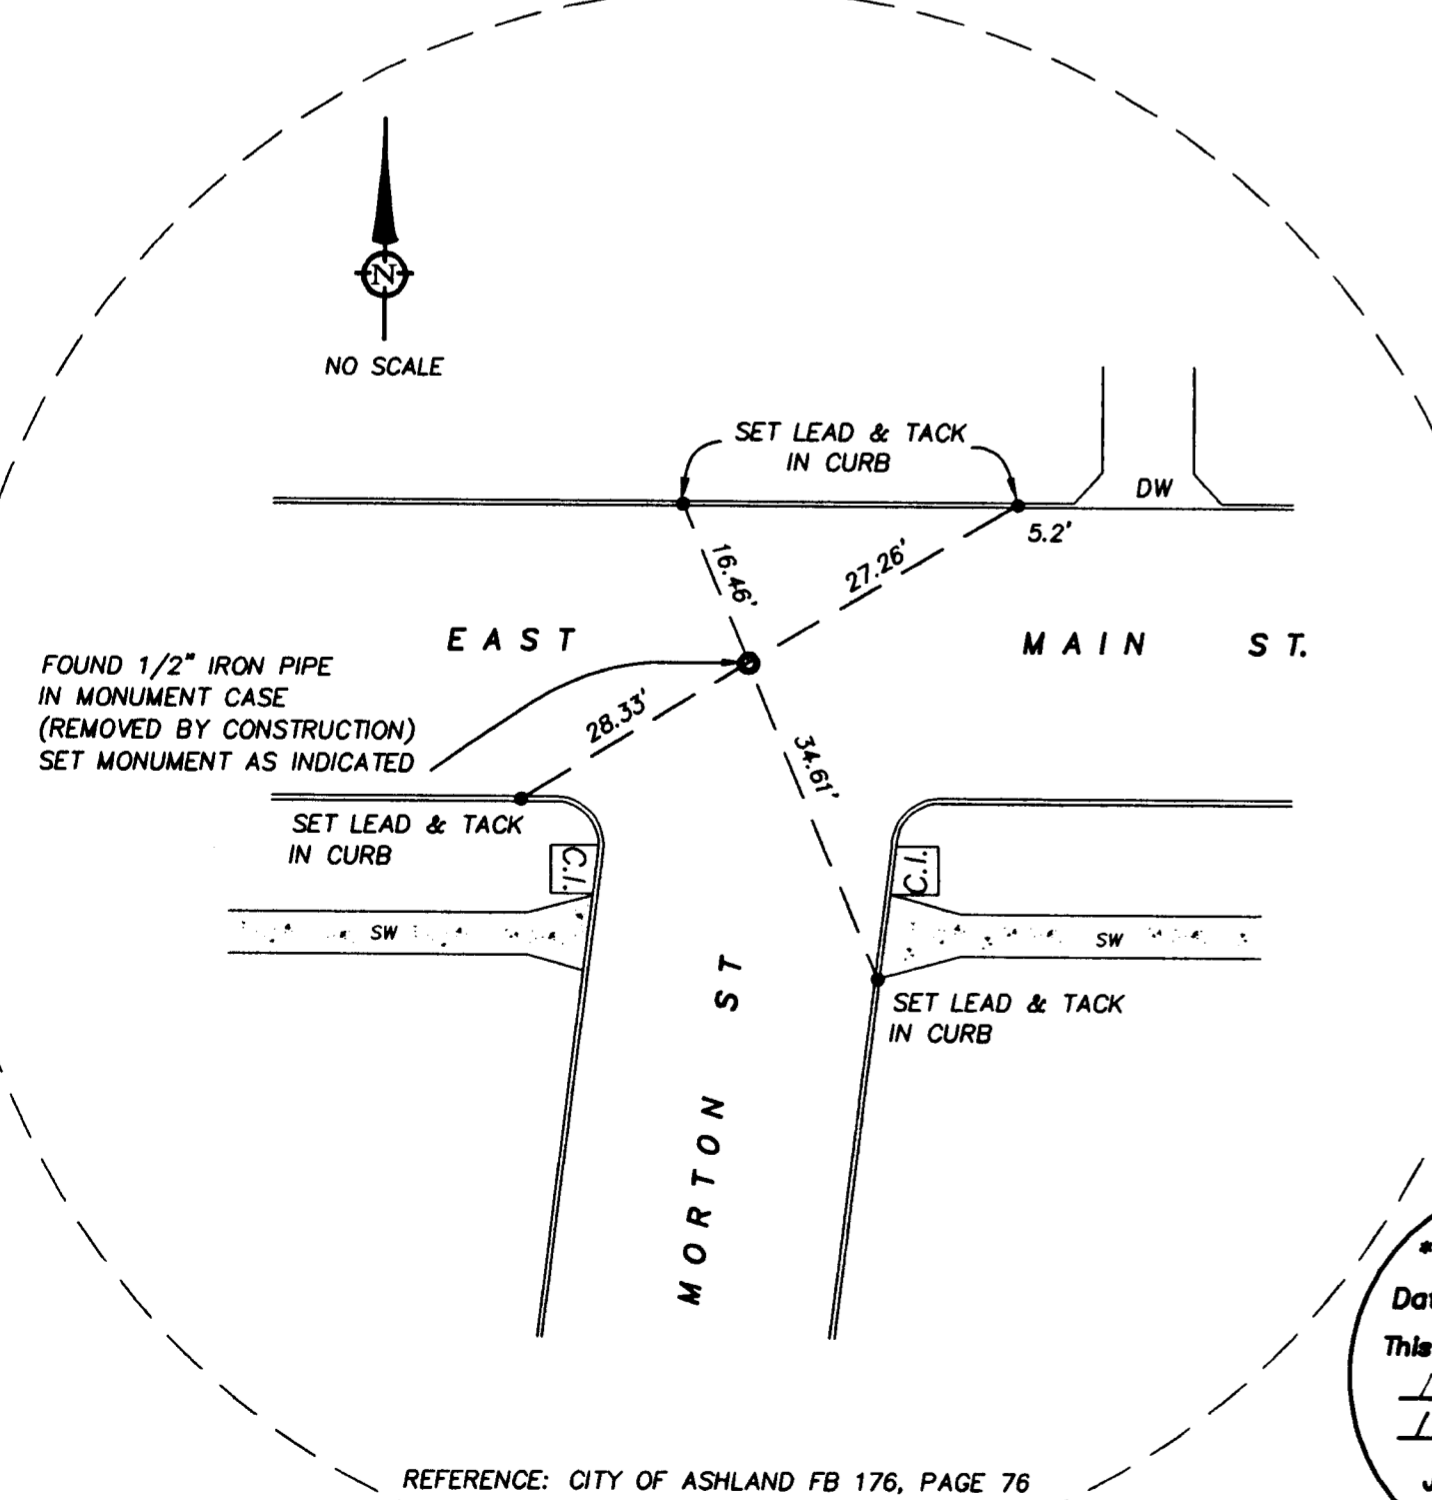 N
NO SCALE
SET LEAD & TACK
IN CURB
DW
5.2'
16.46'
27.26'
EAST MAIN ST.
FOUND 1/2" IRON PIPE
IN MONUMENT CASE
(REMOVED BY CONSTRUCTION)
SET MONUMENT AS INDICATED
28.33'
34.61'
SET LEAD & TACK
IN CURB
C.I.
C.I.
SW
SW
SET LEAD & TACK
IN CURB
MORTON ST
Dat
This
REFERENCE: CITY OF ASHLAND FB 176, PAGE 76